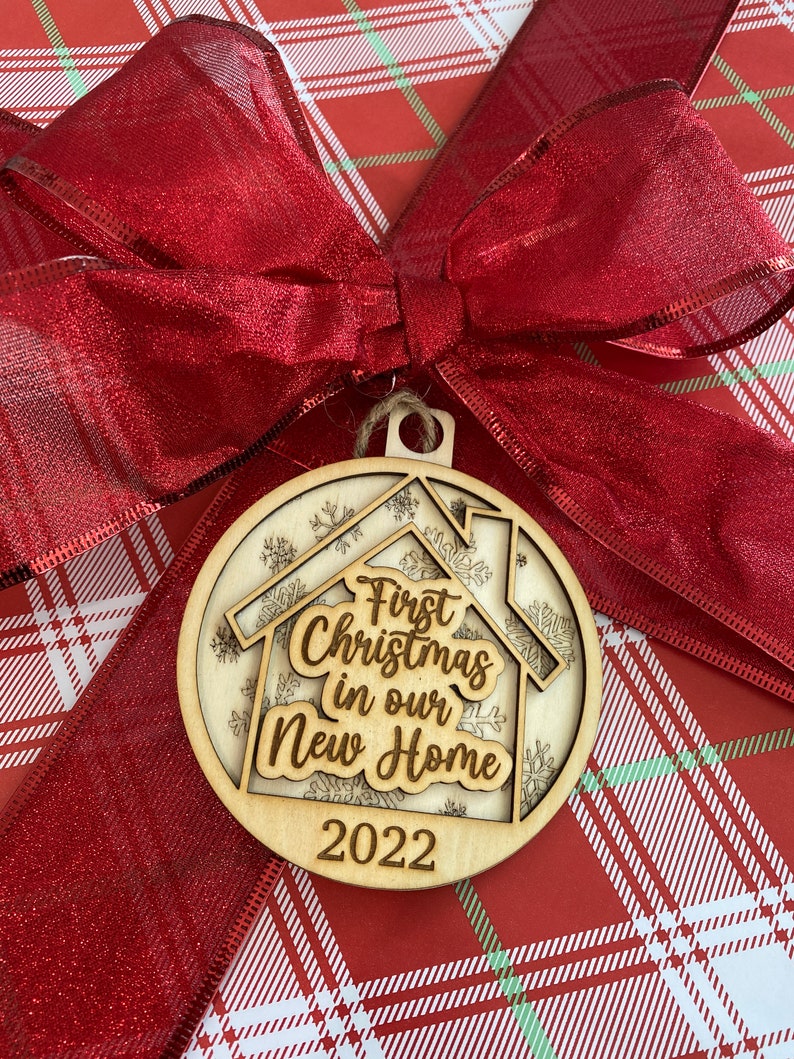 First
Christmas
in our
New Home
2022